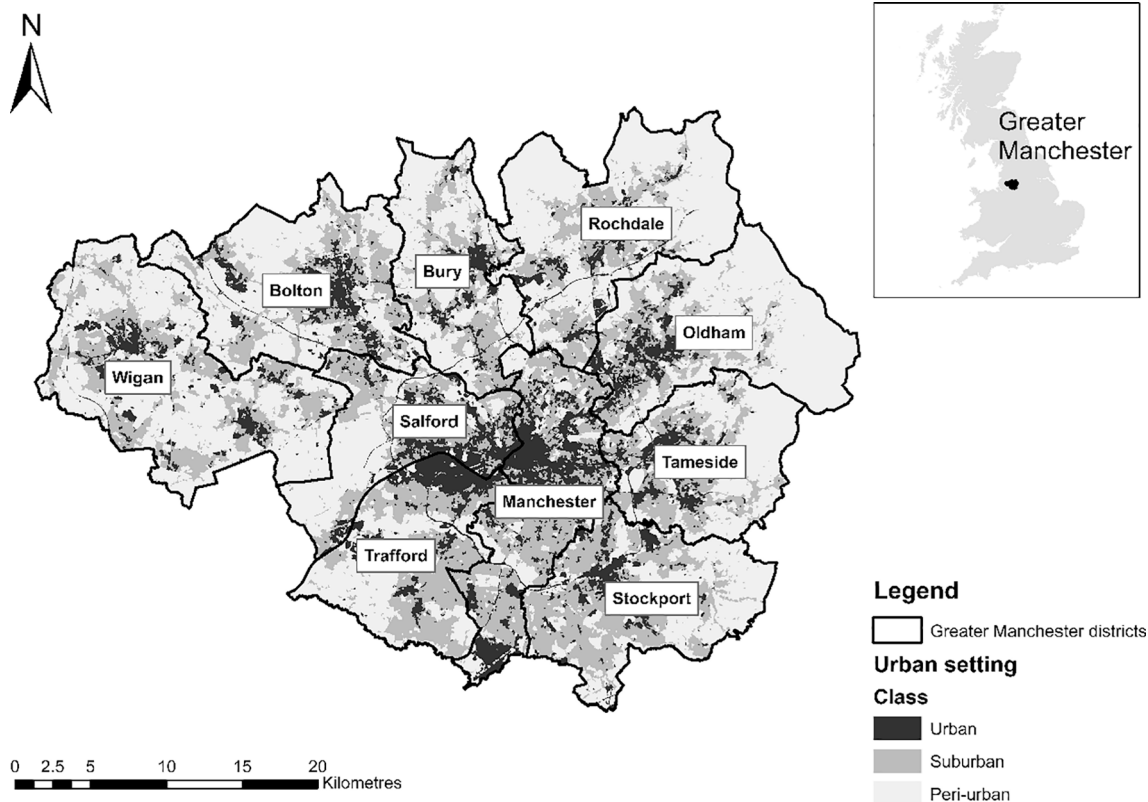 N
Greater
Manchester
Rochdale
Bury
Bolton
Oldham
Wigan
Salford
Tameside
Manchester
Trafford
Stockport
Legend
Greater Manchester districts
Urban setting
Class
Urban
Suburban
Peri-urban
0 2.5 5 10 15 20
Kilometres